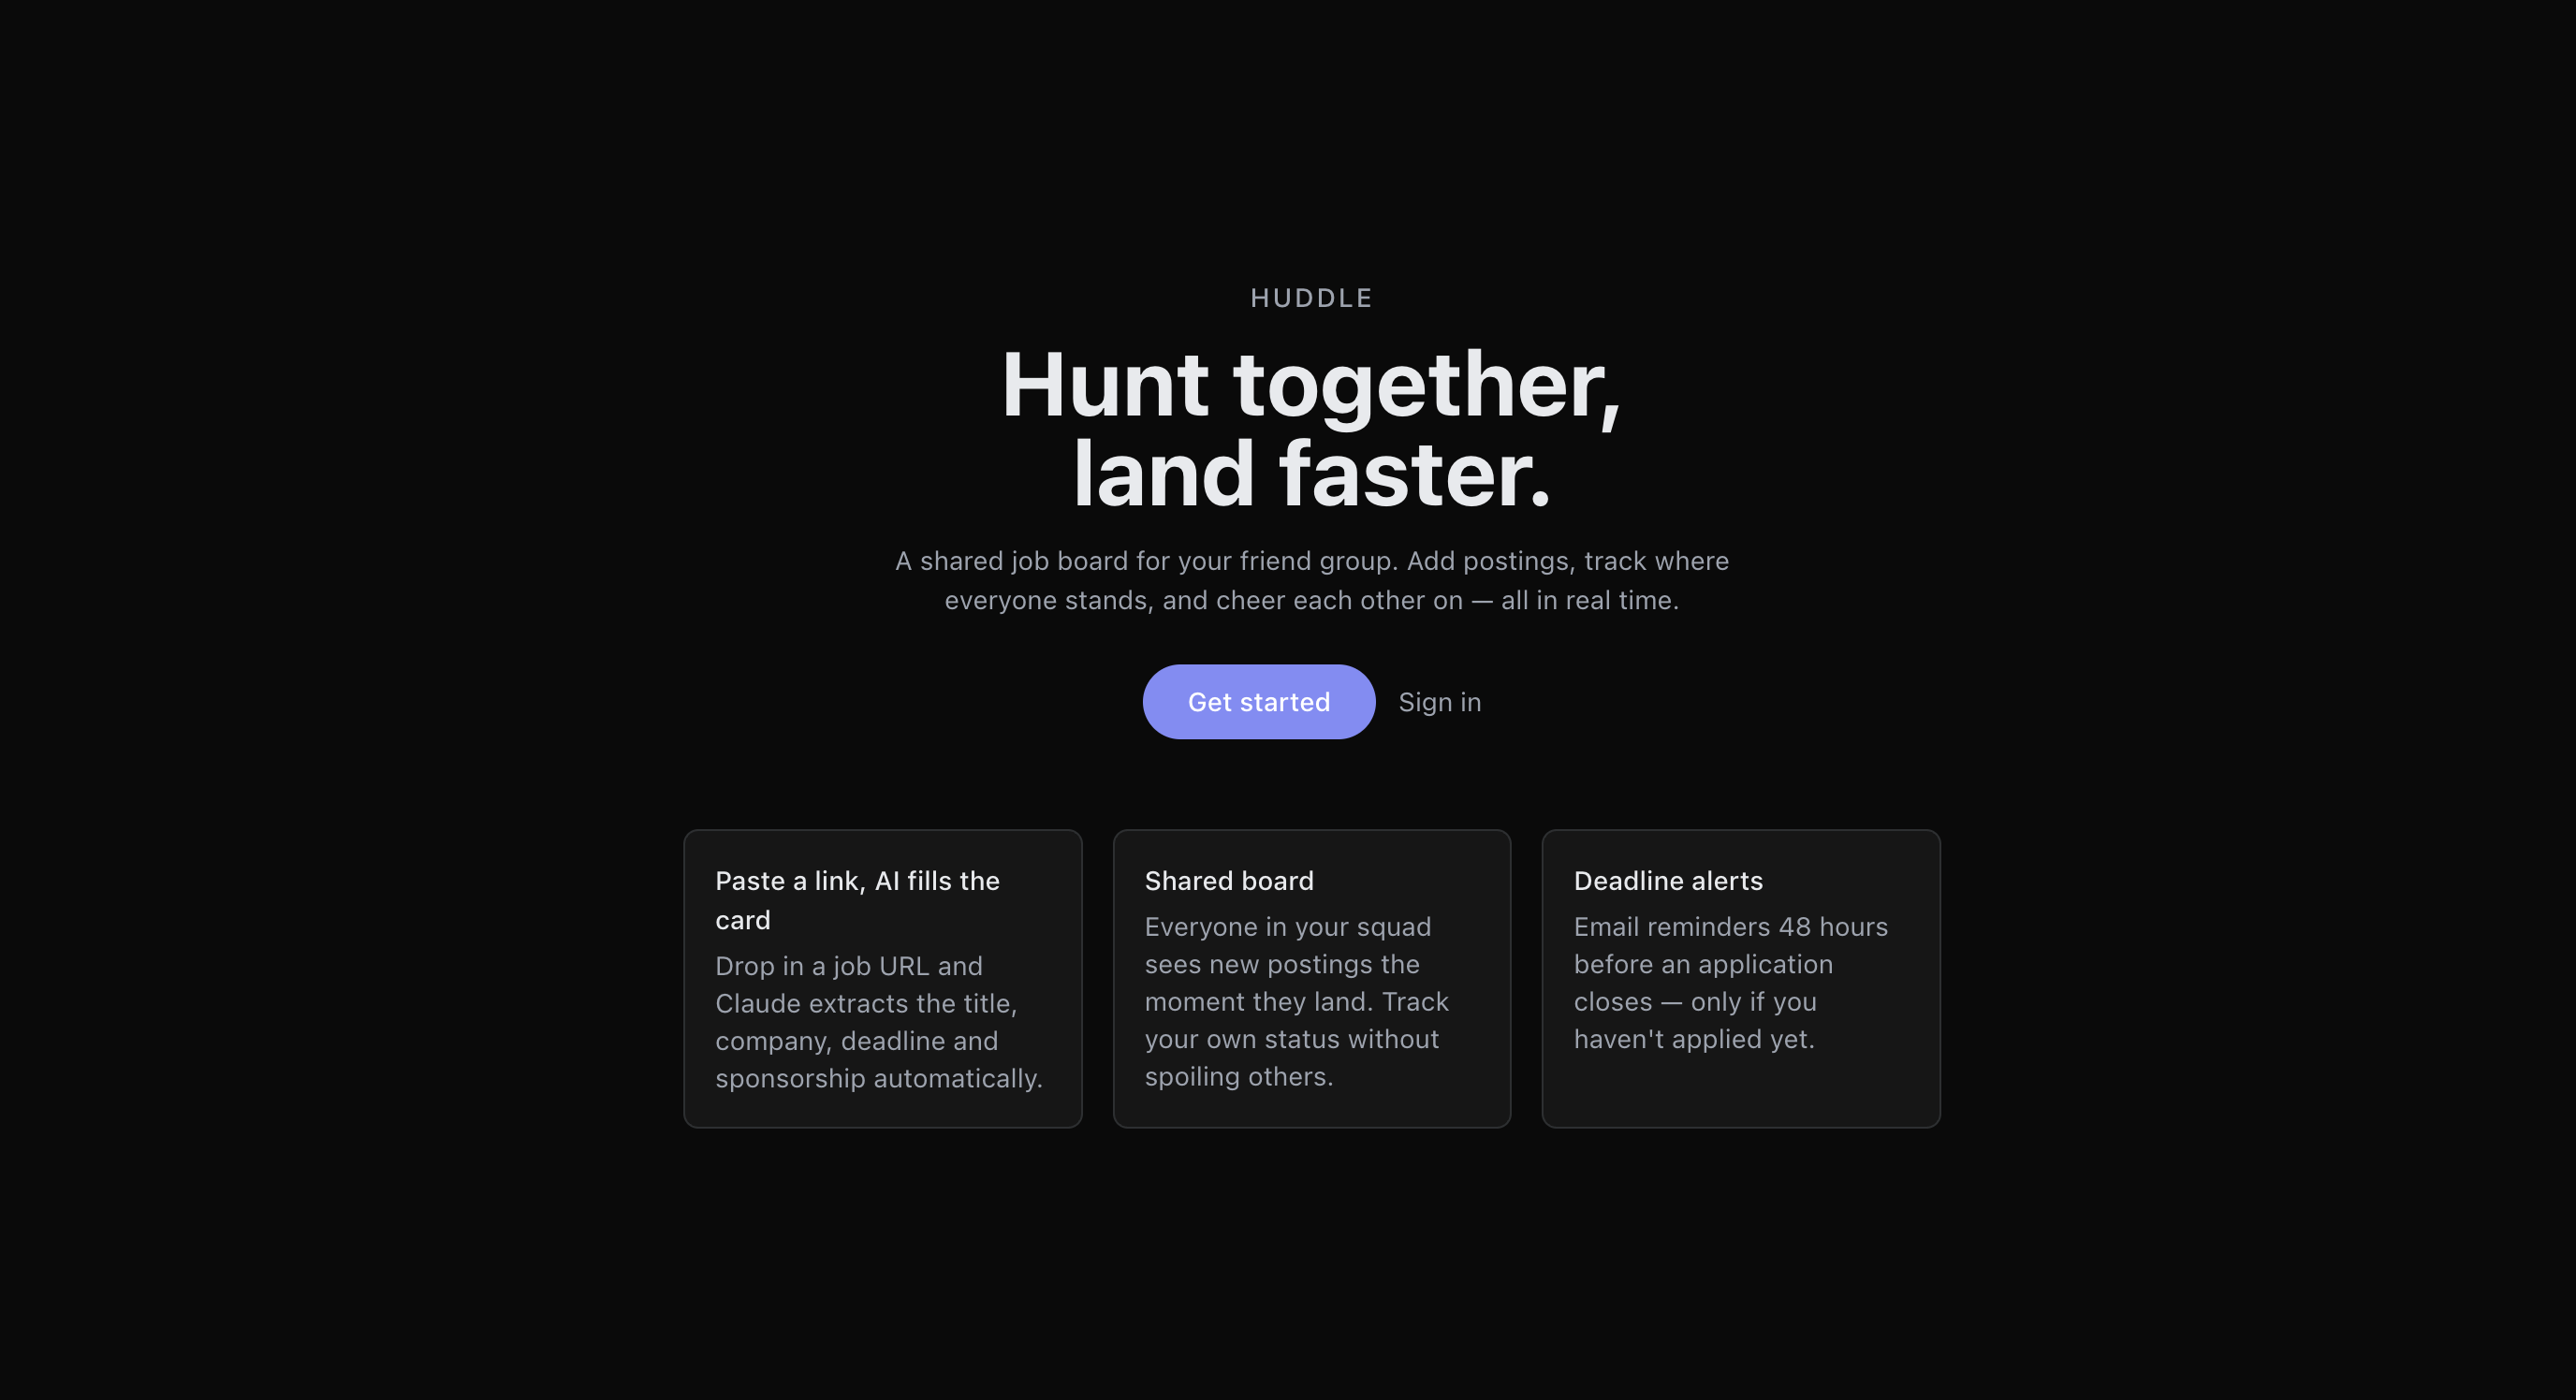 HUDDLE
Hunt together,
land faster.
A shared job board for your friend group. Add postings, track where
everyone stands, and cheer each other on — all in real time.
Get started
Sign in
Paste a link, AI fills the
card
Drop in a job URL and
Claude extracts the title,
company, deadline and
sponsorship automatically.
Shared board
Everyone in your squad
sees new postings the
moment they land. Track
your own status without
spoiling others.
Deadline alerts
Email reminders 48 hours
before an application
closes — only if you
haven't applied yet.